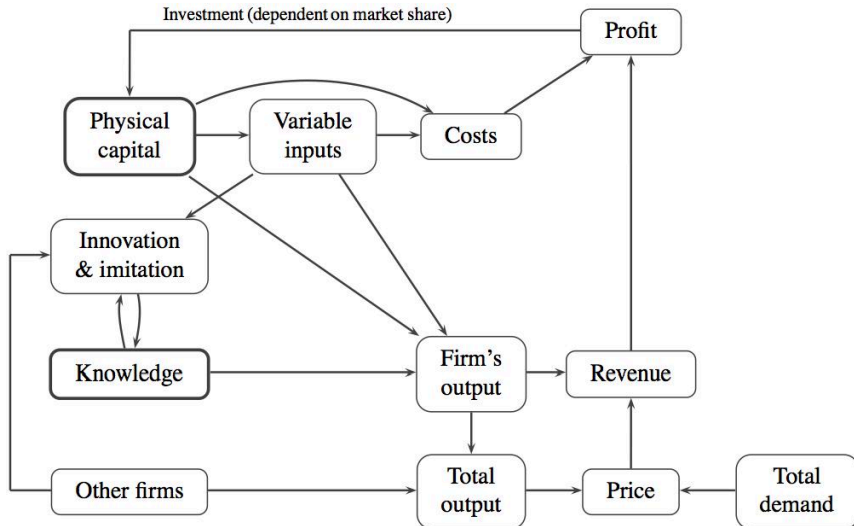 Investment (dependent on market share)
Profit
Physical
capital
Variable
inputs
Costs
Innovation
& imitation
Knowledge
Firm's
output
Revenue
Other firms
Total
output
Price
Total
demand